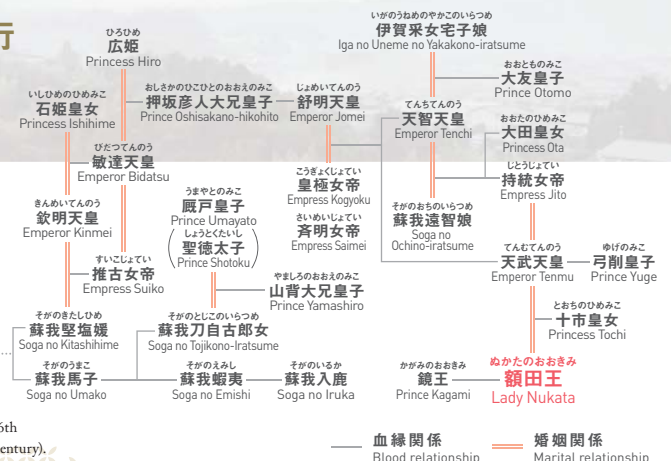 行
ひろひめ
広姫
Princess Hiro
いがのうねめのやかこのいらつめ
伊賀采女宅子娘
Iga no Uneme no Yakakono-iratsume
おおとものみこ
大友皇子
Prince Otomo
いしひめのひめみこ
石姫皇女
Princess Ishihime
おしさかのひこひとのおおえのみこ
押坂彦人大兄皇子
Prince Oshisakano-hikohito
じょめいてんのう
舒明天皇
Emperor Jomei
てんちてんのう
天智天皇
Emperor Tenchi
おおたのひめみこ
大田皇女
Princess Ota
びだつてんのう
敏達天皇
Emperor Bidatsu
こうぎょくじょてい
皇極女帝
Empress Kogyoku
さいめいじょてい
斉明女帝
Empress Saimei
そがのおちのいらつめ
蘇我遠智娘
Soga no
Ochino-iratsume
じとうじょてい
持統女帝
Empress Jito
きんめいてんのう
欽明天皇
Emperor Kinmei
うまやとのみこ
厩戸皇子
Prince Umayato
しょうとくたいし
聖徳太子
Prince Shotoku
すいこじょてい
推古女帝
Empress Suiko
やましろのおおえのみこ
山背大兄皇子
Prince Yamashiro
てんむてんのう
天武天皇
Emperor Tenmu
ゆげのみこ
弓削皇子
Prince Yuge
そがのきたしひめ
蘇我堅塩媛
Soga no Kitashihime
そがのとじこのいらつめ
蘇我刀自古郎女
Soga no Tojikono-Iratsume
とおちのひめみこ
十市皇女
Princess Tochi
そがのうまこ
蘇我馬子
Soga no Umako
そがのえみし
蘇我蝦夷
Soga no Emishi
そがのいるか
蘇我入鹿
Soga no Iruka
かがみのおおきみ
鏡王
Prince Kagami
ぬかたのおおきみ
額田王
Lady Nukata
6th
entury).
血縁関係
Blood relationship
婚姻関係
Marital relationship